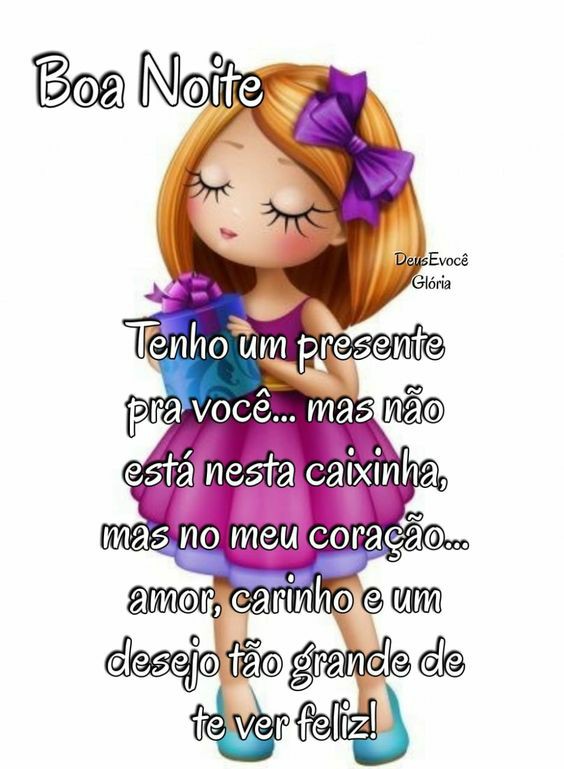 Boa Noite
DeusEvocê
Glória
Tenho um presente
pra você... mas não
está nesta caixinha,
mas no meu coração...
amor, carinho e um
desejo tão grande de
te ver feliz!